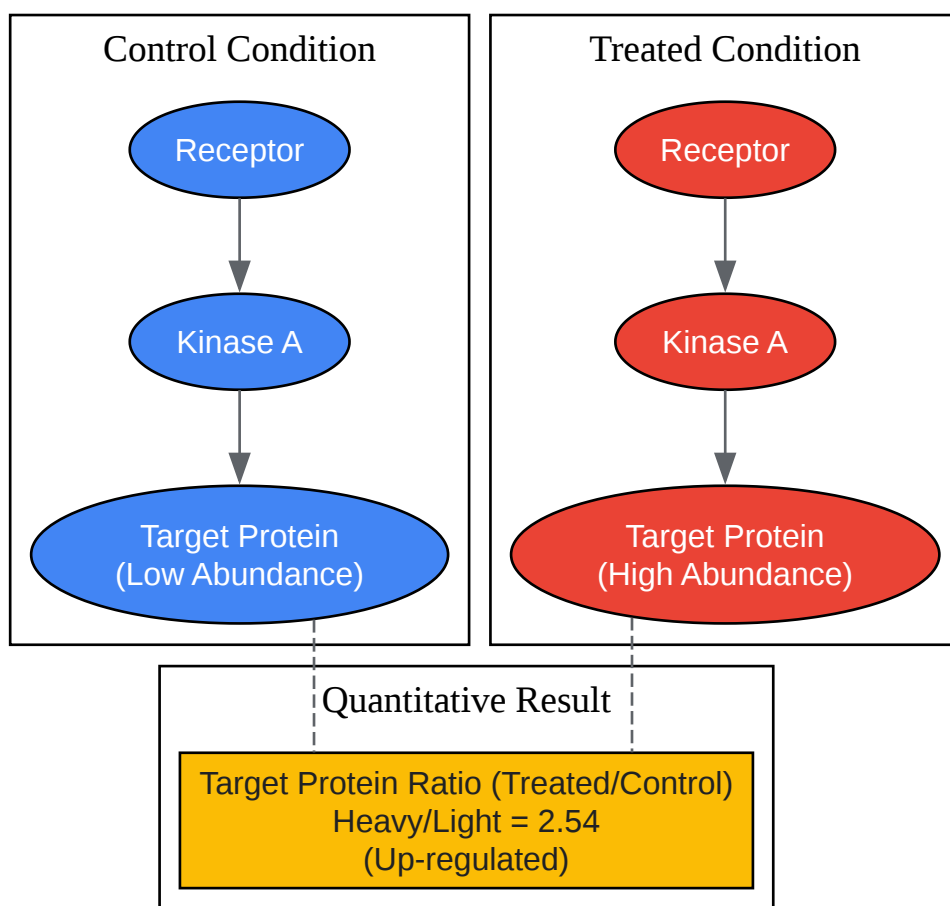 Control Condition
Receptor
Kinase A
Target Protein
(Low Abundance)
Treated Condition
Receptor
Kinase A
Target Protein
(High Abundance)
Quantitative Result
Target Protein Ratio (Treated/Control)
Heavy/Light = 2.54
(Up-regulated)